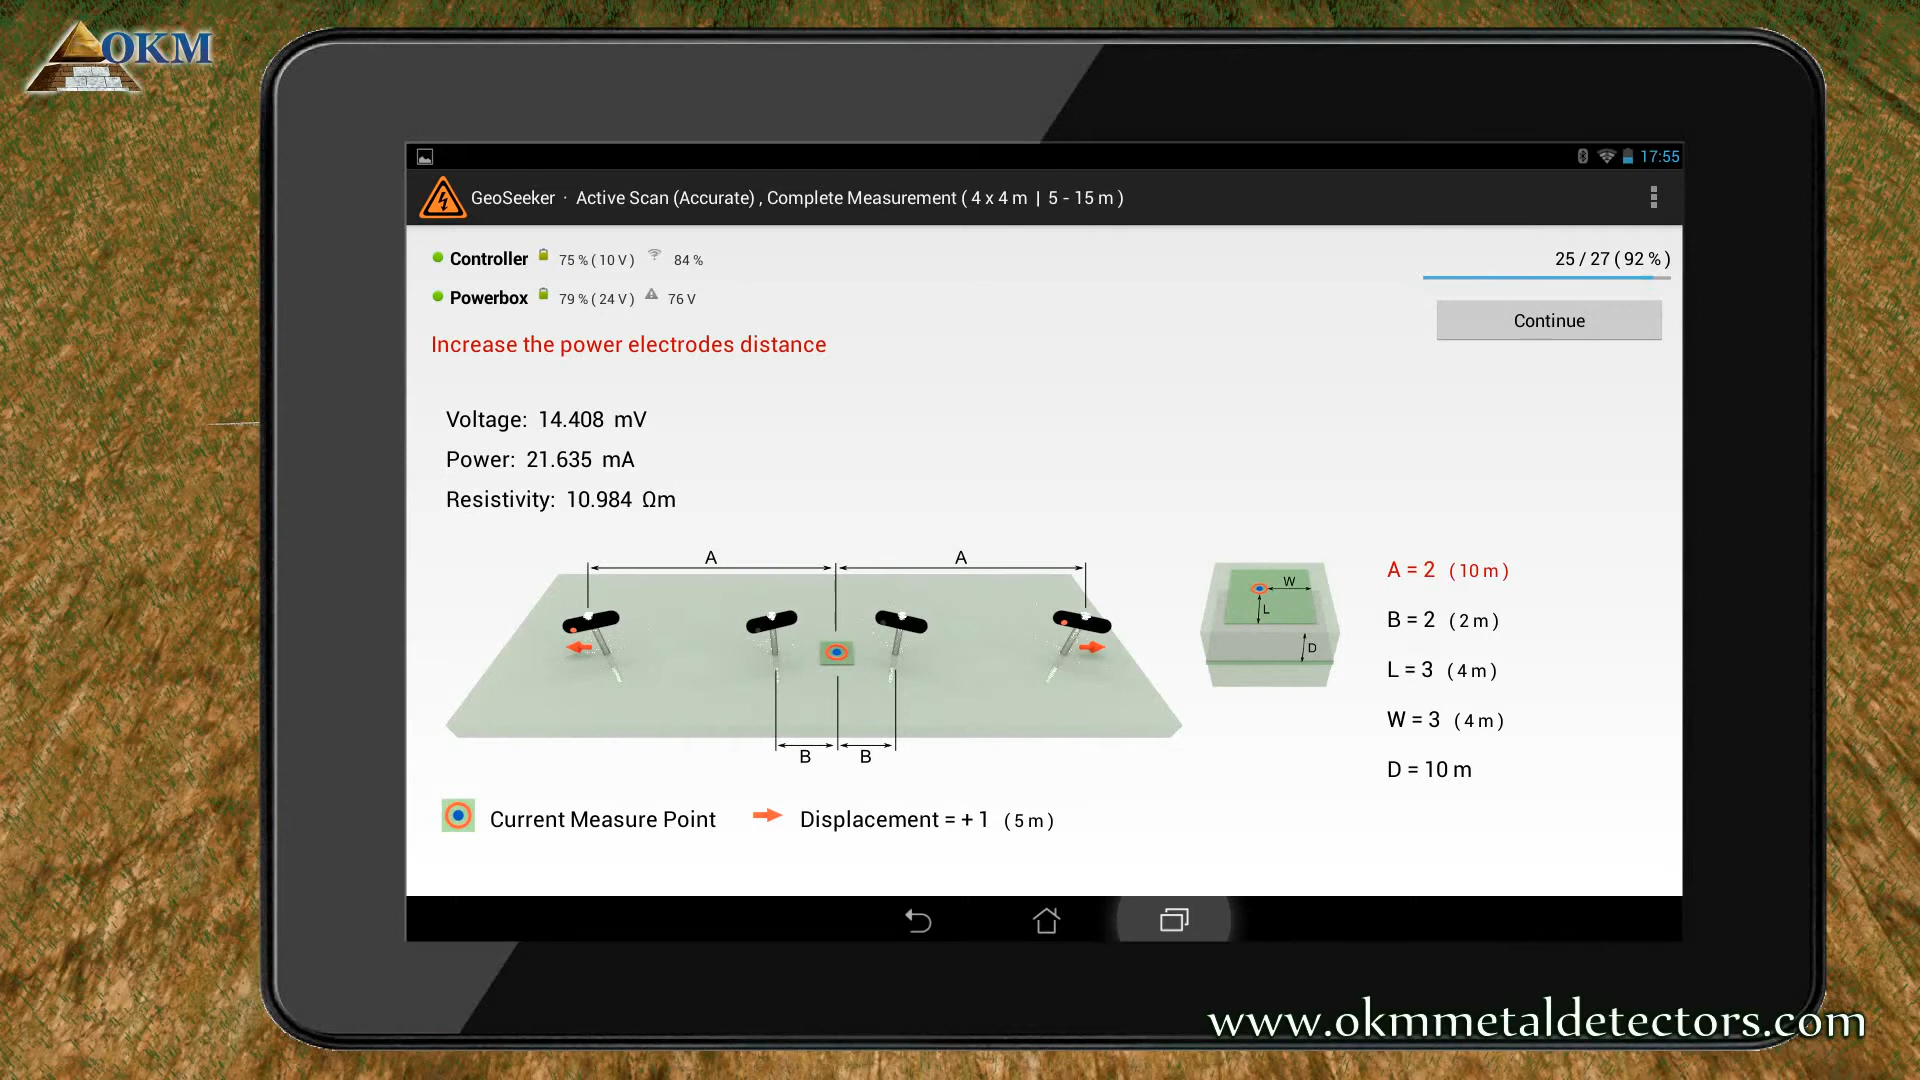 OKM
17:55
GeoSeeker · Active Scan (Accurate) , Complete Measurement ( 4 x 4 m | 5 - 15 m )
Controller 75 % ( 10 V ) 84 %
25 / 27 ( 92 % )
Powerbox 79 % ( 24 V ) 76 V
Continue
Increase the power electrodes distance
Voltage: 14.408 mV
Power: 21.635 mA
Resistivity: 10.984 Ωm
A A
W
L
D
B B
A = 2 ( 10 m )
B = 2 ( 2 m )
L = 3 ( 4 m )
W = 3 ( 4 m )
D = 10 m
Current Measure Point
Displacement = + 1 ( 5 m )
www.okmmetaldetectors.com